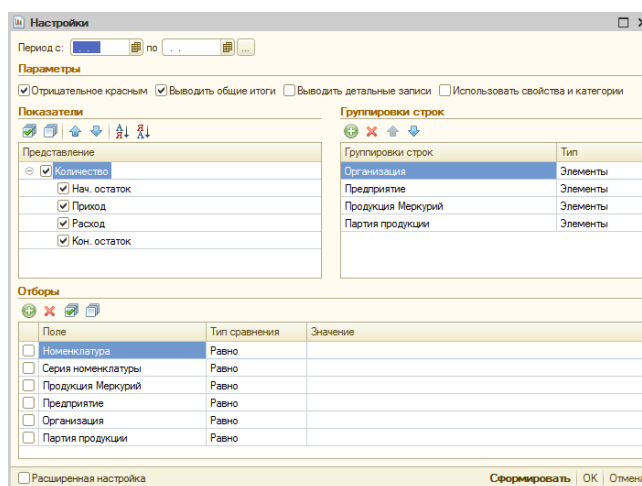 Настройки
Период с: . . по . . ...
Параметры
Отрицательное красным Выводить общие итоги Выводить детальные записи Использовать свойства и категории
Показатели Группировки строк
Представление Группировки строк Тип
Количество Организация Элементы
Нач. остаток Предприятие Элементы
Приход Продукция Меркурий Элементы
Расход Партия продукции Элементы
Кон. остаток
Отборы
Поле Тип сравнения Значение
Номенклатура Равно
Серия номенклатуры Равно
Продукция Меркурий Равно
Предприятие Равно
Организация Равно
Партия продукции Равно
Расширенная настройка Сформировать OK Отмена